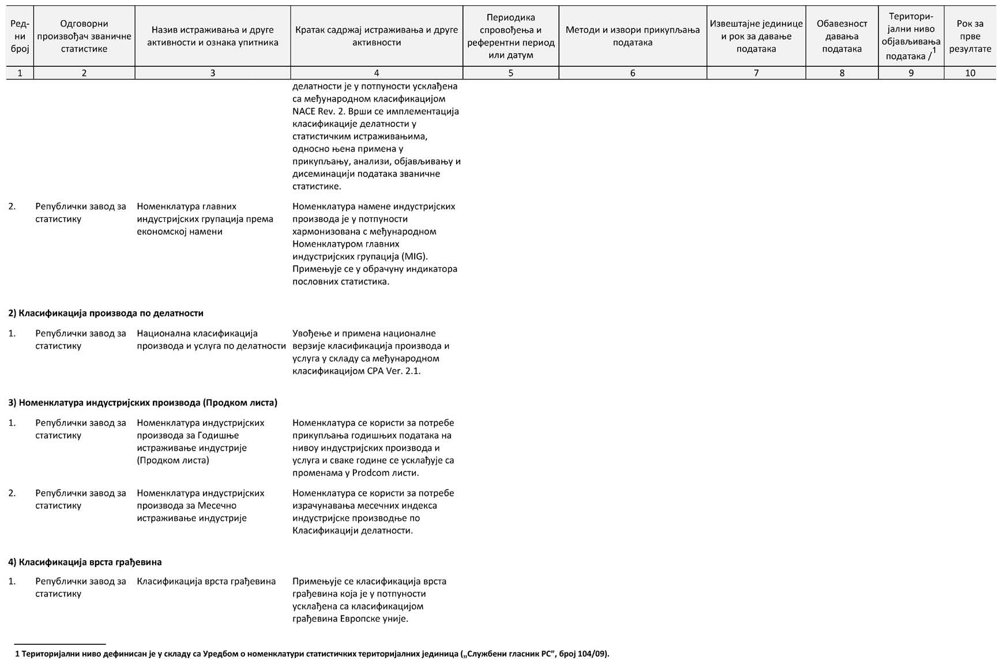 Ред-
ни
број
Одговорни
произвођач званичне
статистике
Назив истраживања и друге
активности и ознака упитника
Кратак садржај истраживања и друге
активности
Периодика
спровођења и
референтни период
или датум
Методи и извори прикупљања
података
Извештајне јединице
и рок за давање
података
Обавезност
давања
података
Територи-
јални ниво
објављивања
података /1
Рок за
прве
резултате
1 2 3 4 5 6 7 8 9 10
делатности је у потпуности усклађена
са међународном класификацијом
NACE Rev. 2. Врши се имплементација
класификације делатности у
статистичким истраживањима,
односно њена примена у
прикупљању, анализи, објављивању и
дисеминацији података званичне
статистике.
2.
Републички завод за
статистику
Номенклатура главних
индустријских групација према
економској намени
Номенклатура намене индустријских
производа је у потпуности
хармонизована с међународном
Номенклатуром главних
индустријских групација (MIG).
Примењује се у обрачуну индикатора
пословних статистика.
2) Класификација производа по делатности
1.
Републички завод за
статистику
Национална класификација
производа и услуга по делатности
Увођење и примена националне
верзије класификација производа и
услуга у складу са међународном
класификацијом CPA Ver. 2.1.
3) Номенклатура индустријских производа (Продком листа)
1.
Републички завод за
статистику
Номенклатура индустријских
производа за Годишње
истраживање индустрије
(Продком листа)
Номенклатура се користи за потребе
прикупљања годишњих података на
нивоу индустријских производа и
услуга и сваке године се усклађује са
променама у Prodcom листи.
2.
Републички завод за
статистику
Номенклатура индустријских
производа за Месечно
истраживање индустрије
Номенклатура се користи за потребе
израчунавања месечних индекса
индустријске производње по
Класификацији делатности.
4) Класификација врста грађевина
1.
Републички завод за
статистику
Класификација врста грађевина
Примењује се класификација врста
грађевина која је у потпуности
усклађена са класификацијом
грађевина Европске уније.
1 Територијални ниво дефинисан је у складу са Уредбом о номенклатури статистичких територијалних јединица („Службени гласник РС”, број 104/09).